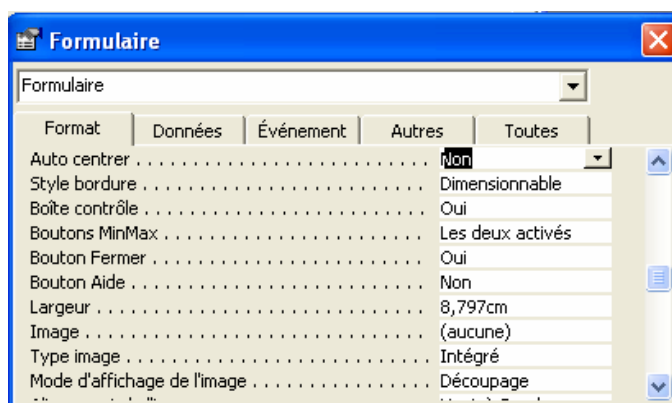 Formulaire
Formulaire
Format Données Événement Autres Toutes
Auto centrer . . . . . . . . . . . . . . . . . . . . . . . . . . . Non
Style bordure . . . . . . . . . . . . . . . . . . . . . . . . . . Dimensionnable
Boîte contrôle . . . . . . . . . . . . . . . . . . . . . . . . . . Oui
Boutons MinMax . . . . . . . . . . . . . . . . . . . . . . . . Les deux activés
Bouton Fermer . . . . . . . . . . . . . . . . . . . . . . . . . Oui
Bouton Aide . . . . . . . . . . . . . . . . . . . . . . . . . . . Non
Largeur . . . . . . . . . . . . . . . . . . . . . . . . . . . . . . 8,797cm
Image . . . . . . . . . . . . . . . . . . . . . . . . . . . . . . . (aucune)
Type image . . . . . . . . . . . . . . . . . . . . . . . . . . . Intégré
Mode d'affichage de l'image . . . . . . . . . . . . . . . Découpage